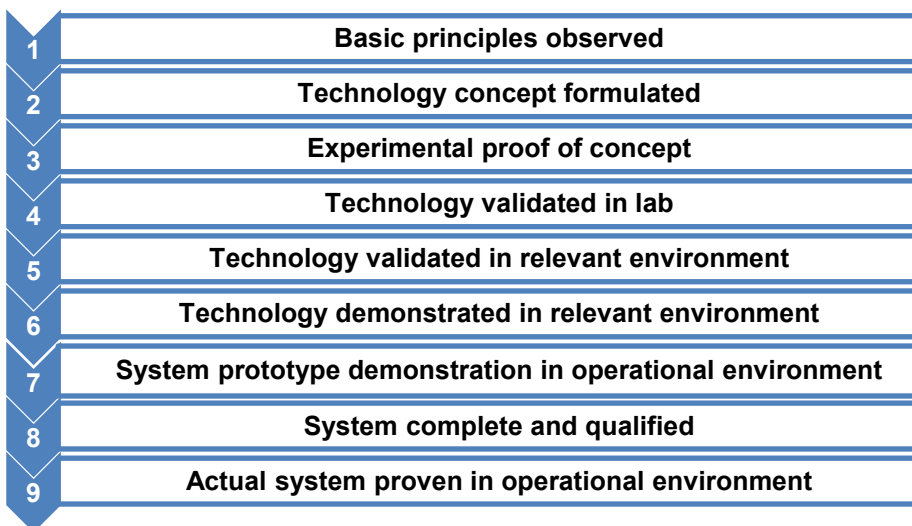 1 Basic principles observed
2 Technology concept formulated
3 Experimental proof of concept
4 Technology validated in lab
5 Technology validated in relevant environment
6 Technology demonstrated in relevant environment
7 System prototype demonstration in operational environment
8 System complete and qualified
9 Actual system proven in operational environment